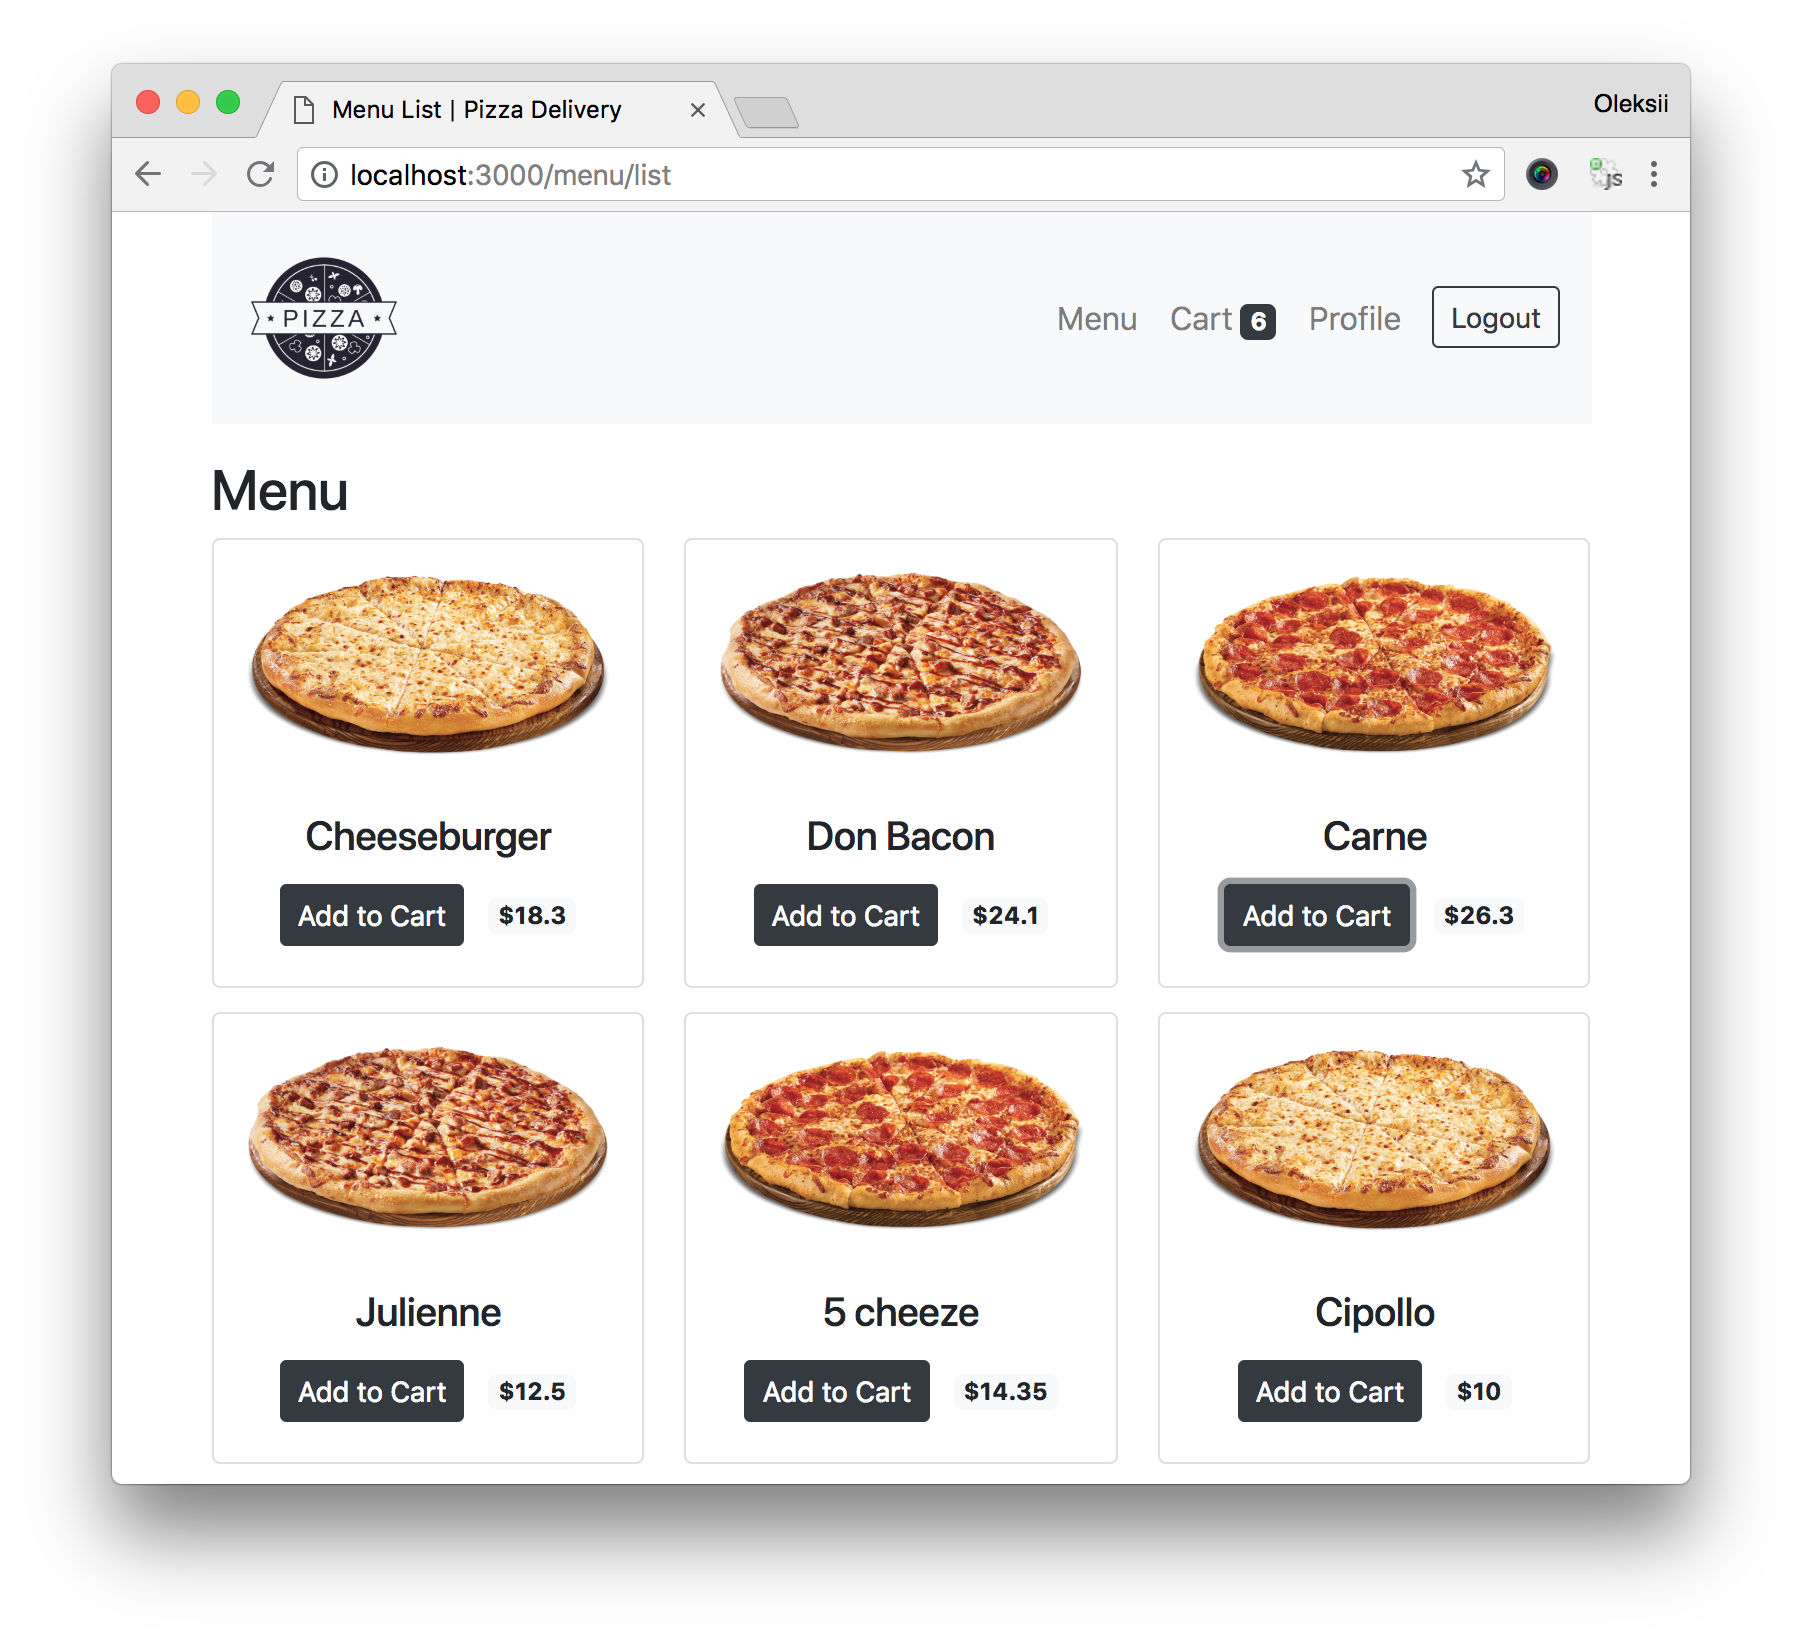 Menu List | Pizza Delivery
Oleksii
localhost:3000/menu/list
js
PIZZA
Menu Cart 6 Profile Logout
Menu
Cheeseburger Don Bacon Carne
Add to Cart $18.3 Add to Cart $24.1 Add to Cart $26.3
Julienne 5 cheeze Cipollo
Add to Cart $12.5 Add to Cart $14.35 Add to Cart $10